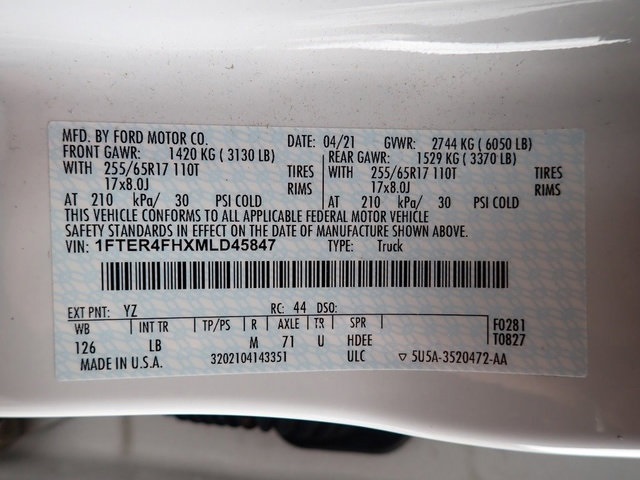 MFD. BY FORD MOTOR CO. DATE: 04/21 GVWR: 2744 KG ( 6050 LB)
FRONT GAWR: 1420 KG ( 3130 LB) REAR GAWR: 1529 KG ( 3370 LB)
WITH 255/65R17 110T TIRES WITH 255/65R17 110T TIRES
17x8.0J RIMS 17x8.0J RIMS
AT 210 kPa/ 30 PSI COLD AT 210 kPa/ 30 PSI COLD
THIS VEHICLE CONFORMS TO ALL APPLICABLE FEDERAL MOTOR VEHICLE
SAFETY STANDARDS IN EFFECT ON THE DATE OF MANUFACTURE SHOWN ABOVE.
VIN: 1FTER4FHXMLD45847 TYPE: Truck
EXT PNT: YZ RC: 44 DSO:
WB INT TR TP/PS R AXLE TR SPR F0281
126 LB M 71 U HDEE T0827
MADE IN U.S.A. 3202104143351 ULC ▽ 5U5A-3520472-AA